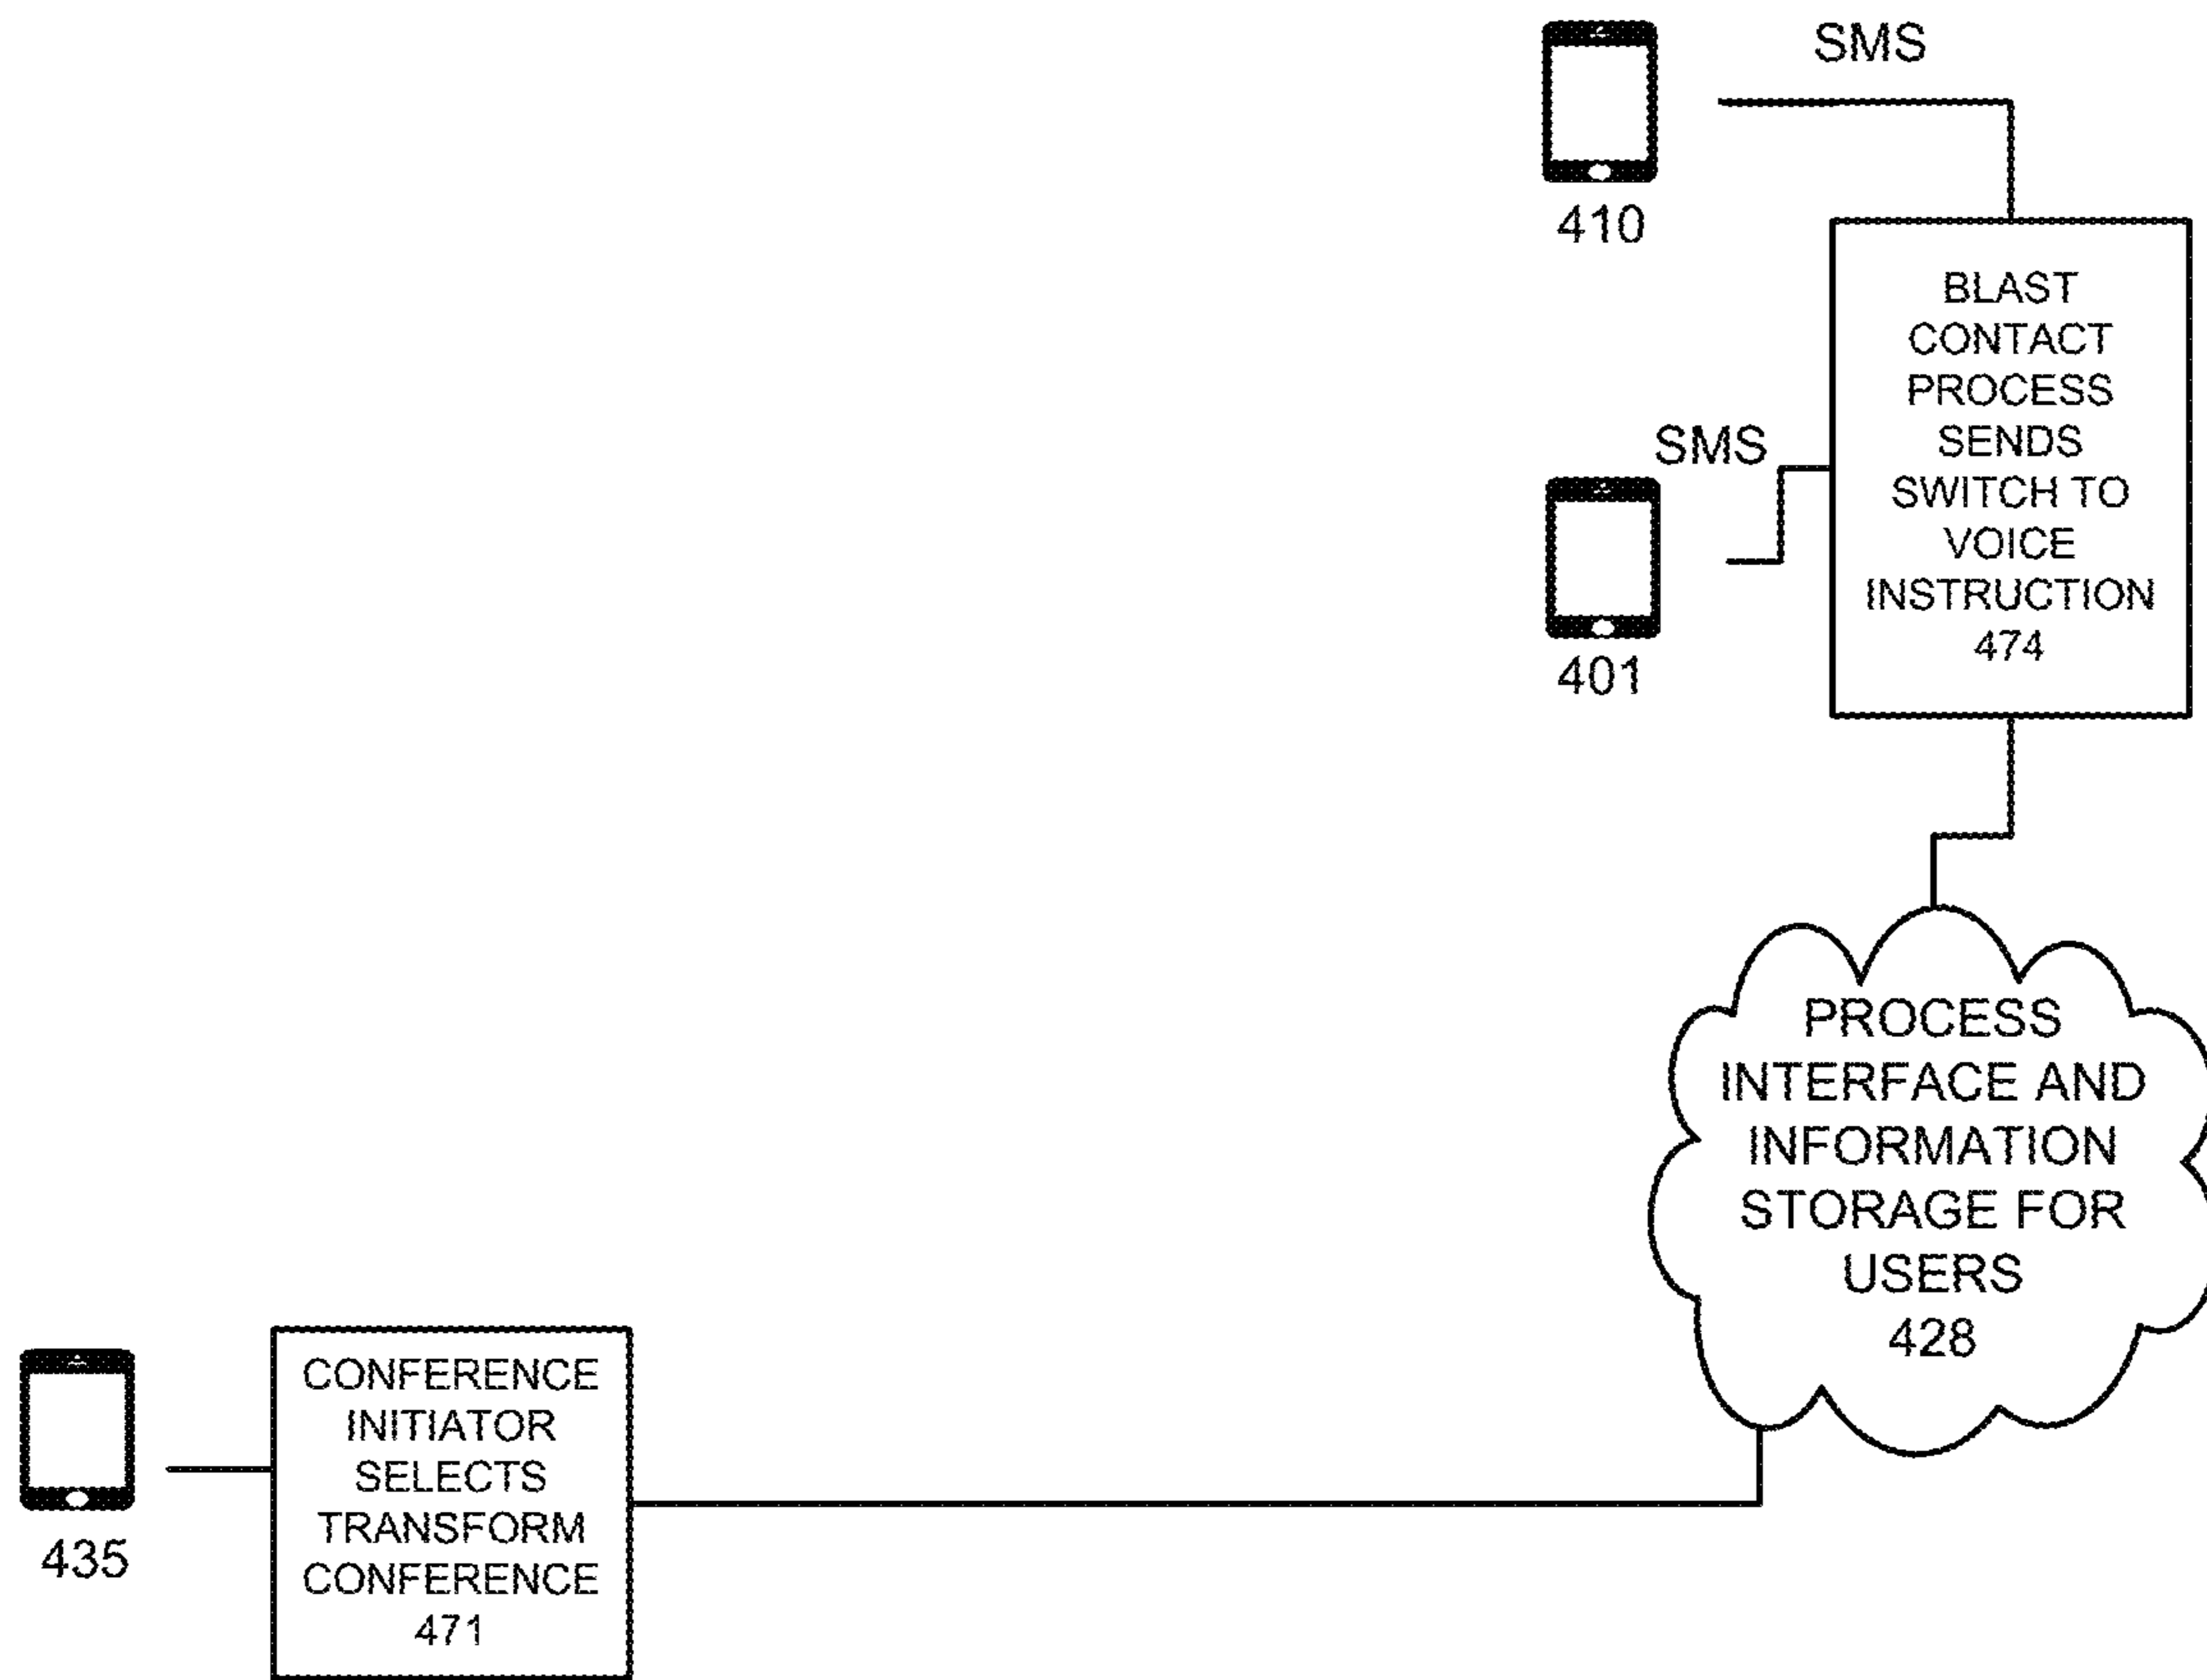 SMS
410
BLAST
CONTACT
PROCESS
SENDS
SWITCH TO
VOICE
INSTRUCTION
474
SMS
401
PROCESS
INTERFACE AND
INFORMATION
STORAGE FOR
USERS
428
435
CONFERENCE
INITIATOR
SELECTS
TRANSFORM
CONFERENCE
471